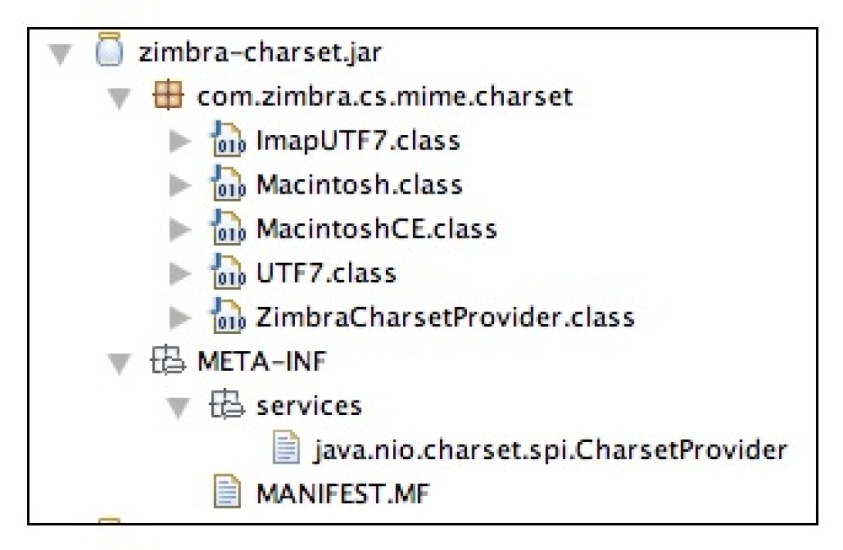 zimbra-charset.jar
com.zimbra.cs.mime.charset
ImapUTF7.class
Macintosh.class
MacintoshCE.class
UTF7.class
ZimbraCharsetProvider.class
META-INF
services
java.nio.charset.spi.CharsetProvider
MANIFEST.MF